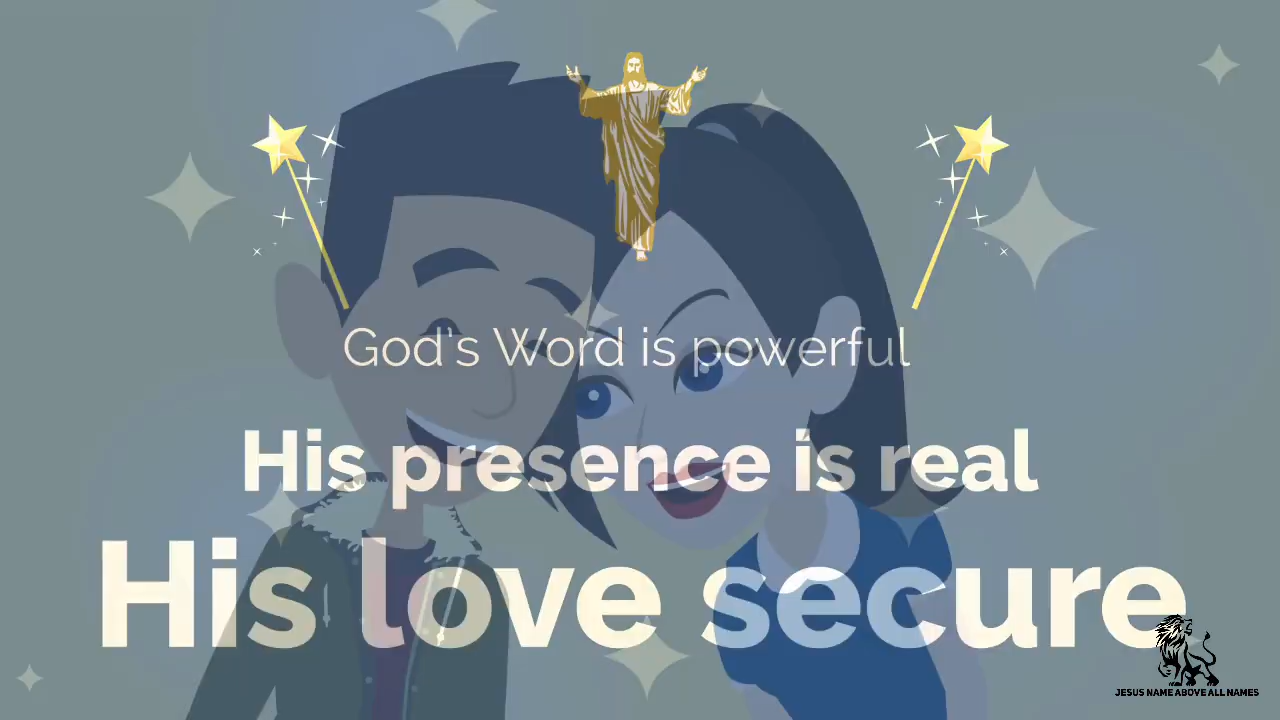 God's Word is powerful
His presence is real
His love secure
JESUS NAME ABOVE ALL NAMES